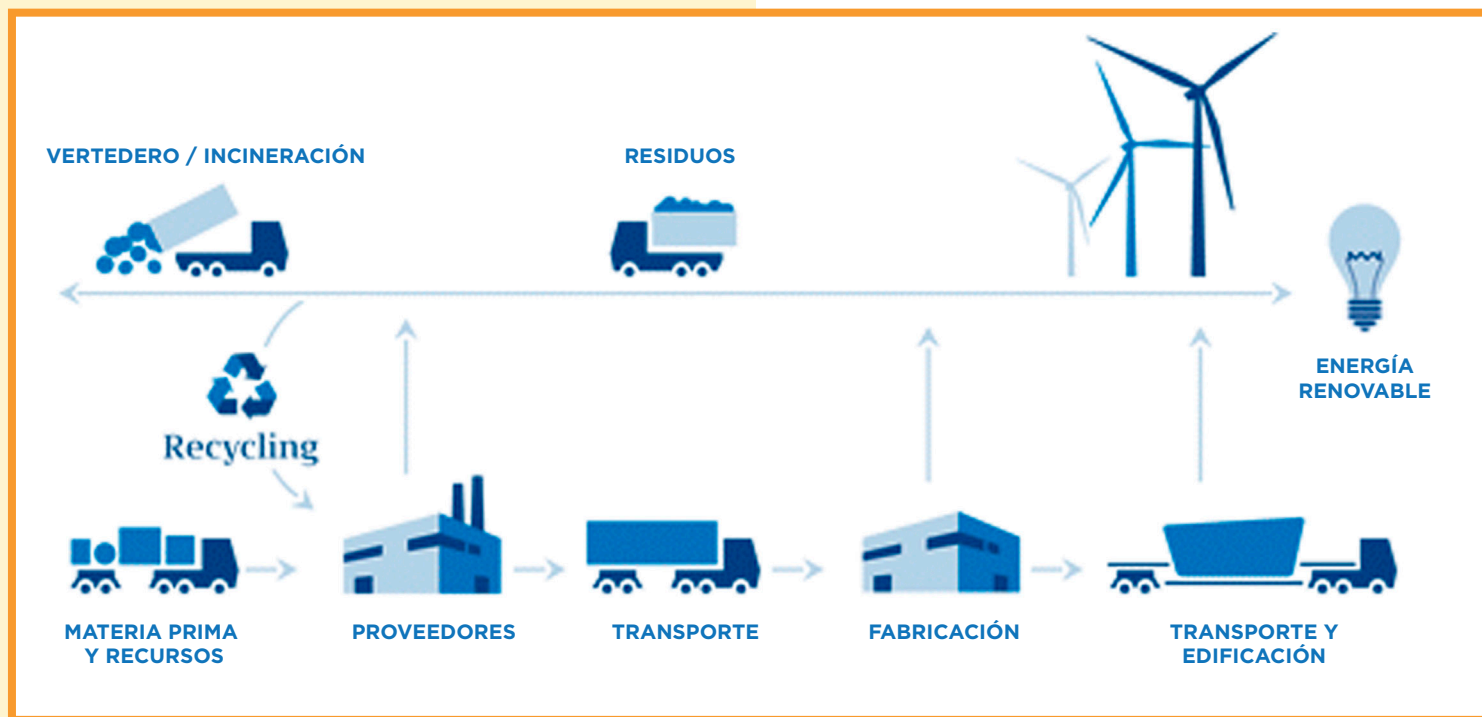 VERTEDERO / INCINERACIÓN
RESIDUOS
ENERGÍA
RENOVABLE
Recycling
MATERIA PRIMA
Y RECURSOS
PROVEEDORES
TRANSPORTE
FABRICACIÓN
TRANSPORTE Y
EDIFICACIÓN